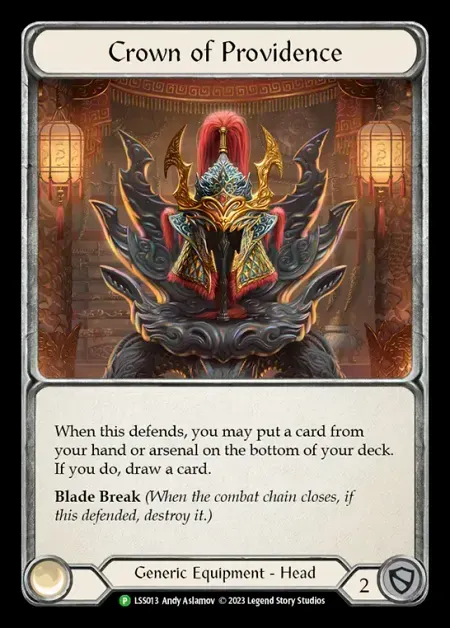 Crown of Providence
When this defends, you may put a card from
your hand or arsenal on the bottom of your deck.
If you do, draw a card.
Blade Break (When the combat chain closes, if
this defended, destroy it.)
Generic Equipment - Head
2
P LSS013 Andy Aslamov © 2023 Legend Story Studios